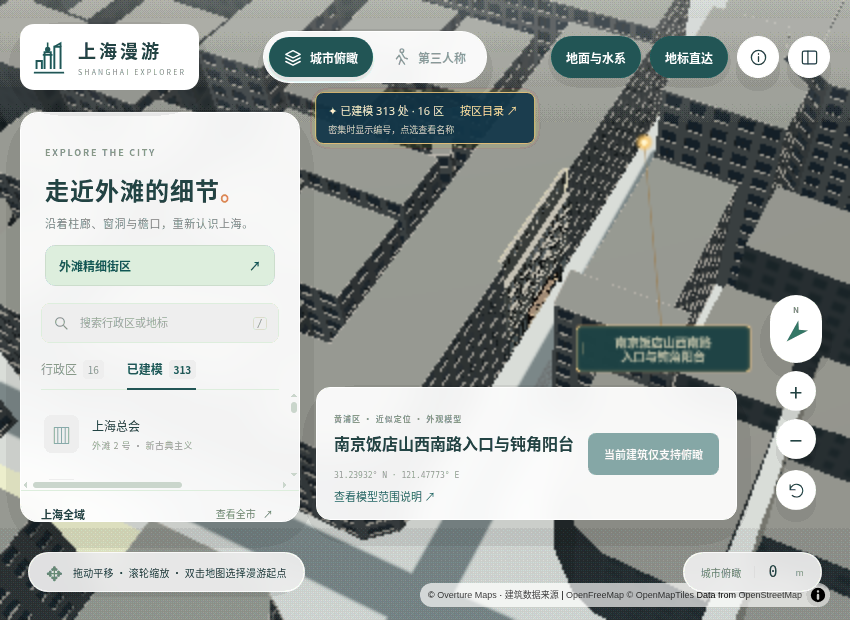 上海漫游
SHANGHAI EXPLORER
城市俯瞰
第三人称
地面与水系
地标直达
✦ 已建模 313 处 · 16 区 按区目录 ↗
密集时显示编号，点选查看名称
EXPLORE THE CITY
走近外滩的细节。
沿着柱廊、窗洞与檐口，重新认识上海。
外滩精细街区 ↗
搜索行政区或地标 /
行政区 16 已建模 313
上海总会
外滩 2 号 · 新古典主义
上海全域 查看全市 ↗
南京饭店山西南路
入口与钝角阳台
N
黄浦区 · 近似定位 · 外观模型
南京饭店山西南路入口与钝角阳台
31.23932° N · 121.47773° E
查看模型范围说明 ↗
当前建筑仅支持俯瞰
拖动平移 · 滚轮缩放 · 双击地图选择漫游起点
城市俯瞰 0 m
© Overture Maps · 建筑数据来源 | OpenFreeMap © OpenMapTiles Data from OpenStreetMap